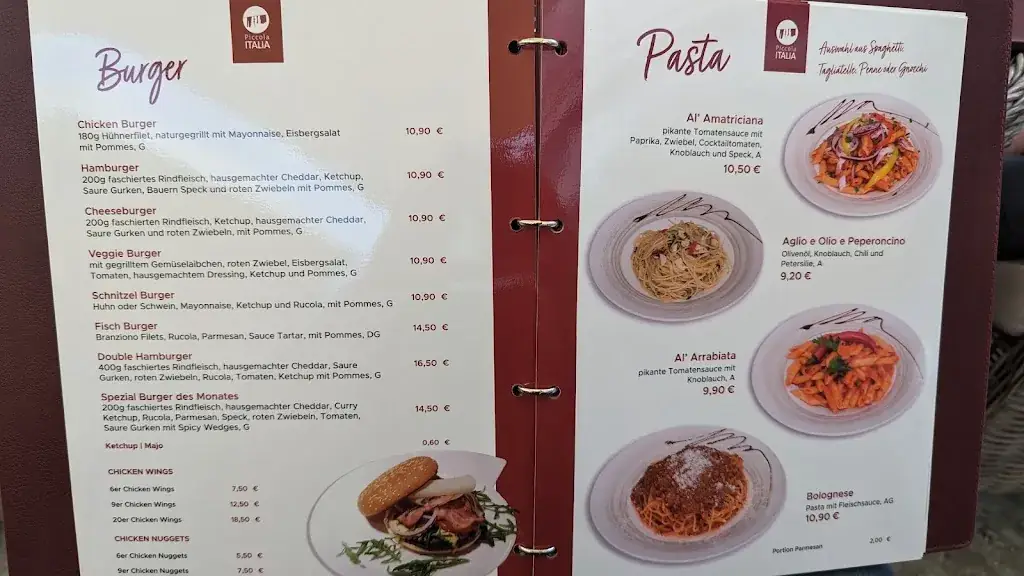 Piccola
ITALIA
Burger
Chicken Burger
180g Hühnerfilet, naturgegrillt mit Mayonnaise, Eisbergsalat
mit Pommes, G
10,90 €
Hamburger
200g faschiertes Rindfleisch, hausgemachter Cheddar, Ketchup,
Saure Gurken, Bauern Speck und roten Zwiebeln mit Pommes, G
10,90 €
Cheeseburger
200g faschierten Rindfleisch, Ketchup, hausgemachter Cheddar,
Saure Gurken und roten Zwiebeln, mit Pommes, G
10,90 €
Veggie Burger
mit gegrilltem Gemüselaibchen, roten Zwiebel, Eisbergsalat,
Tomaten, hausgemachtem Dressing, Ketchup und Pommes, G
10,90 €
Schnitzel Burger
Huhn oder Schwein, Mayonnaise, Ketchup und Rucola, mit Pommes, G
10,90 €
Fisch Burger
Branziono Filets, Rucola, Parmesan, Sauce Tartar, mit Pommes, DG
14,50 €
Double Hamburger
400g faschiertes Rindfleisch, hausgemachter Cheddar, Saure
Gurken, roten Zwiebeln, Rucola, Tomaten, Ketchup mit Pommes, G
16,50 €
Spezial Burger des Monates
200g faschiertes Rindfleisch, hausgemachter Cheddar, Curry
Ketchup, Rucola, Parmesan, Speck, roten Zwiebeln, Tomaten,
Saure Gurken mit Spicy Wedges, G
14,50 €
Ketchup | Majo 0,60 €
CHICKEN WINGS
6er Chicken Wings 7,50 €
9er Chicken Wings 12,50 €
20er Chicken Wings 18,50 €
CHICKEN NUGGETS
6er Chicken Nuggets 5,50 €
9er Chicken Nuggets 7,50 €
Pasta
Piccola
ITALIA
Auswahl aus Spaghetti,
Tagliatelle, Penne oder Gnocchi
Al' Amatriciana
pikante Tomatensauce mit
Paprika, Zwiebel, Cocktailtomaten,
Knoblauch und Speck, A
10,50 €
Aglio e Olio e Peperoncino
Olivenöl, Knoblauch, Chili und
Petersilie, A
9,20 €
Al' Arrabiata
pikante Tomatensauce mit
Knoblauch, A
9,90 €
Bolognese
Pasta mit Fleischsauce, AG
10,90 €
Portion Parmesan 2,00 €